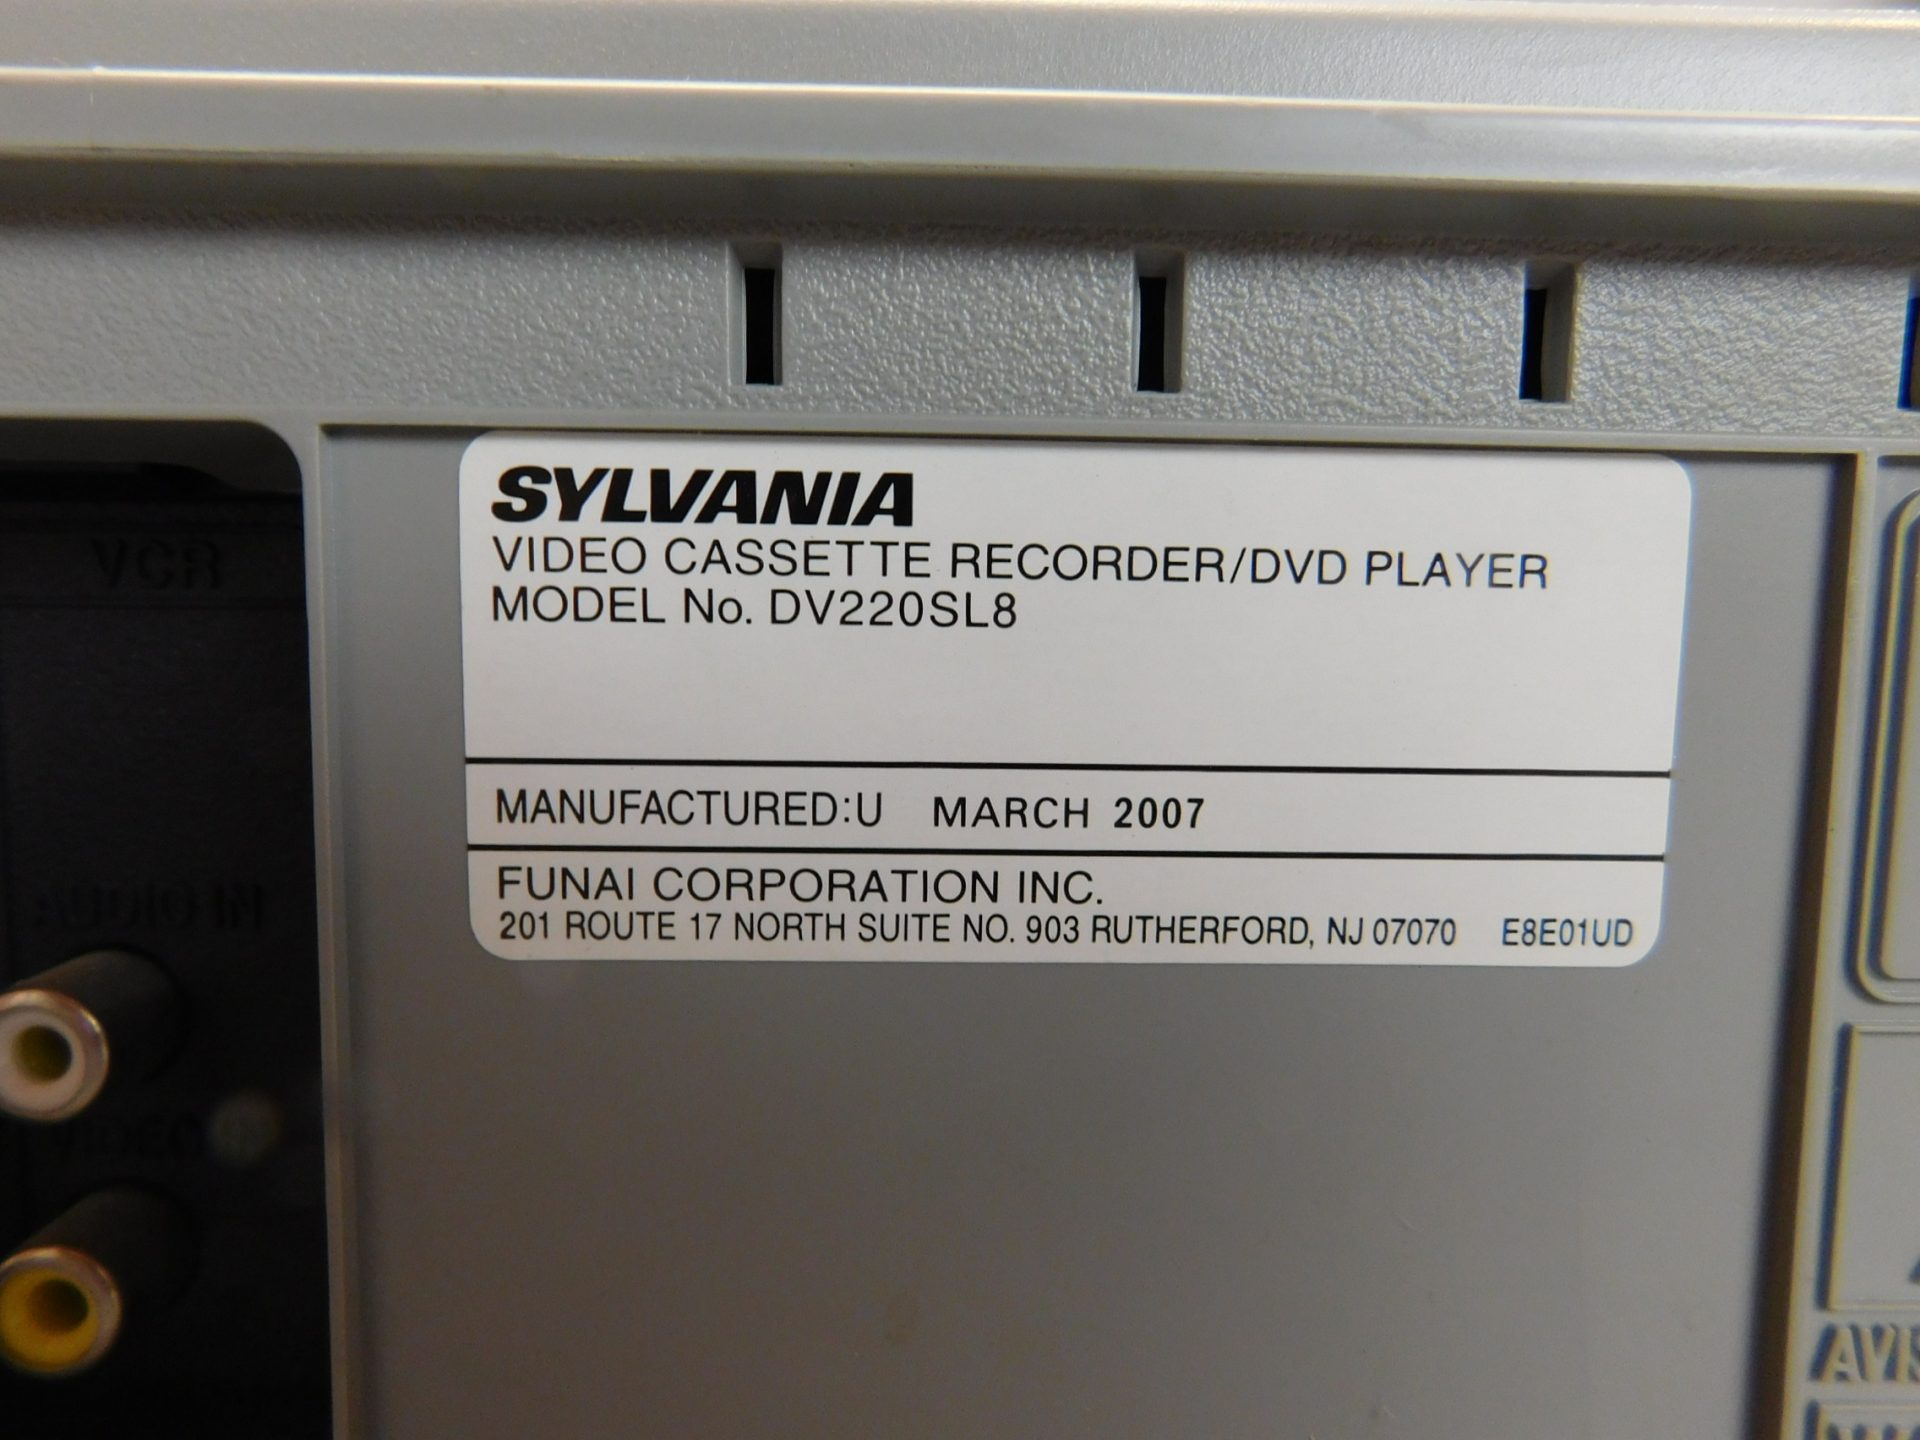 SYLVANIA
VIDEO CASSETTE RECORDER/DVD PLAYER
MODEL No. DV220SL8
MANUFACTURED:U MARCH 2007
FUNAI CORPORATION INC.
201 ROUTE 17 NORTH SUITE NO. 903 RUTHERFORD, NJ 07070 E8E01UD
VCR
AUDIO IN
VIDEO